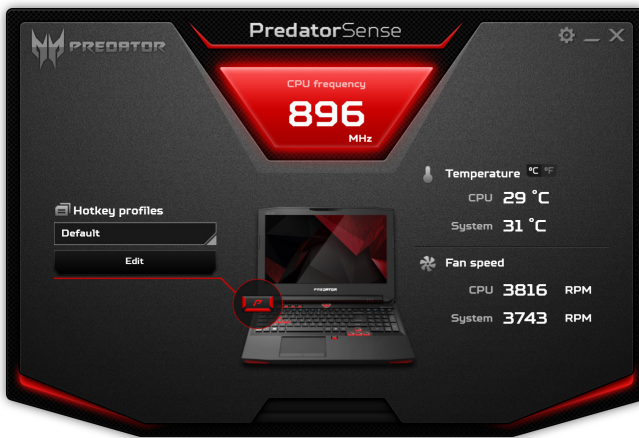 PREDATOR
PredatorSense
CPU frequency
896
MHz
Temperature °C °F
CPU 29 °C
System 31 °C
Hotkey profiles
Default
Edit
Fan speed
CPU 3816 RPM
System 3743 RPM
PREDATOR
P